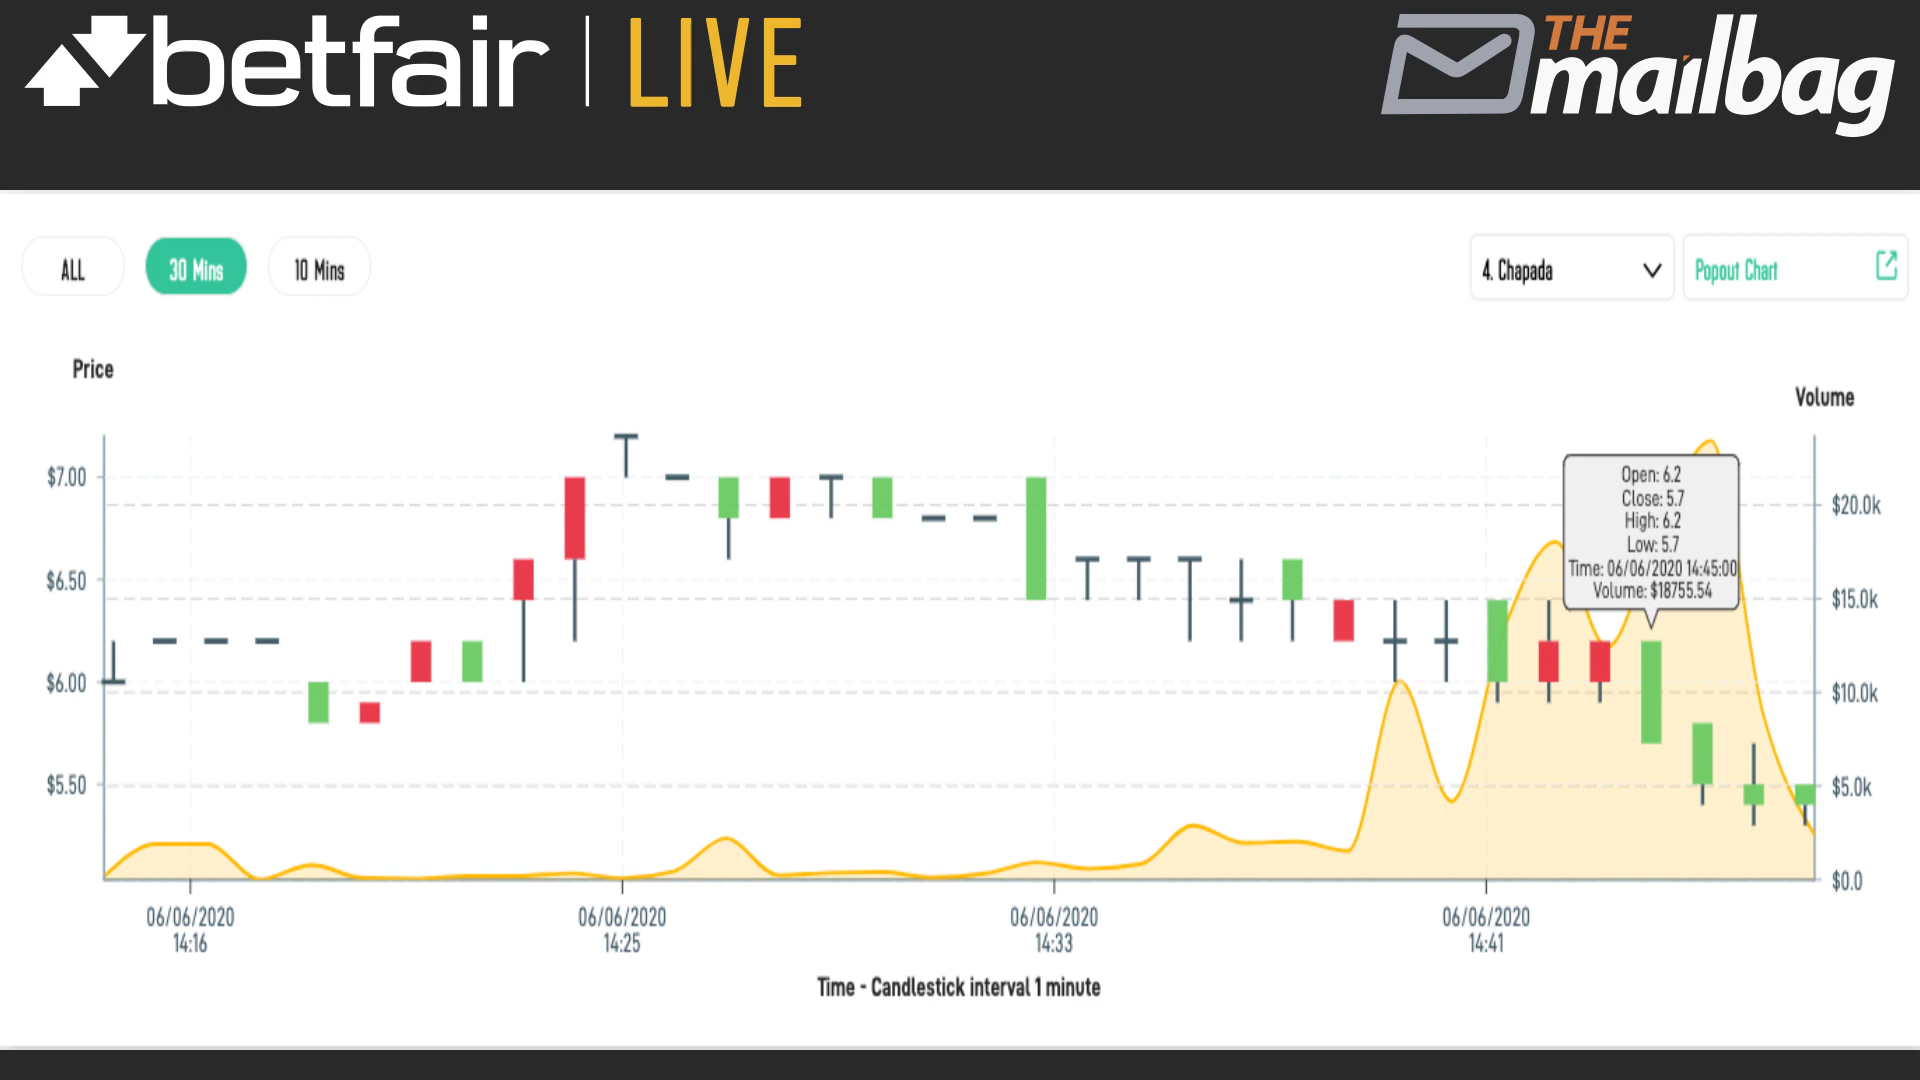 betfair | LIVE
THE
mailbag
ALL
30 Mins
10 Mins
4. Chapada
Popout Chart
Price
Volume
$7.00
$6.50
$6.00
$5.50
$20.0k
$15.0k
$10.0k
$5.0k
$0.0
Open: 6.2
Close: 5.7
High: 6.2
Low: 5.7
Time: 06/06/2020 14:45:00
Volume: $18755.54
06/06/2020
14:16
06/06/2020
14:25
06/06/2020
14:33
06/06/2020
14:41
Time - Candlestick interval 1 minute